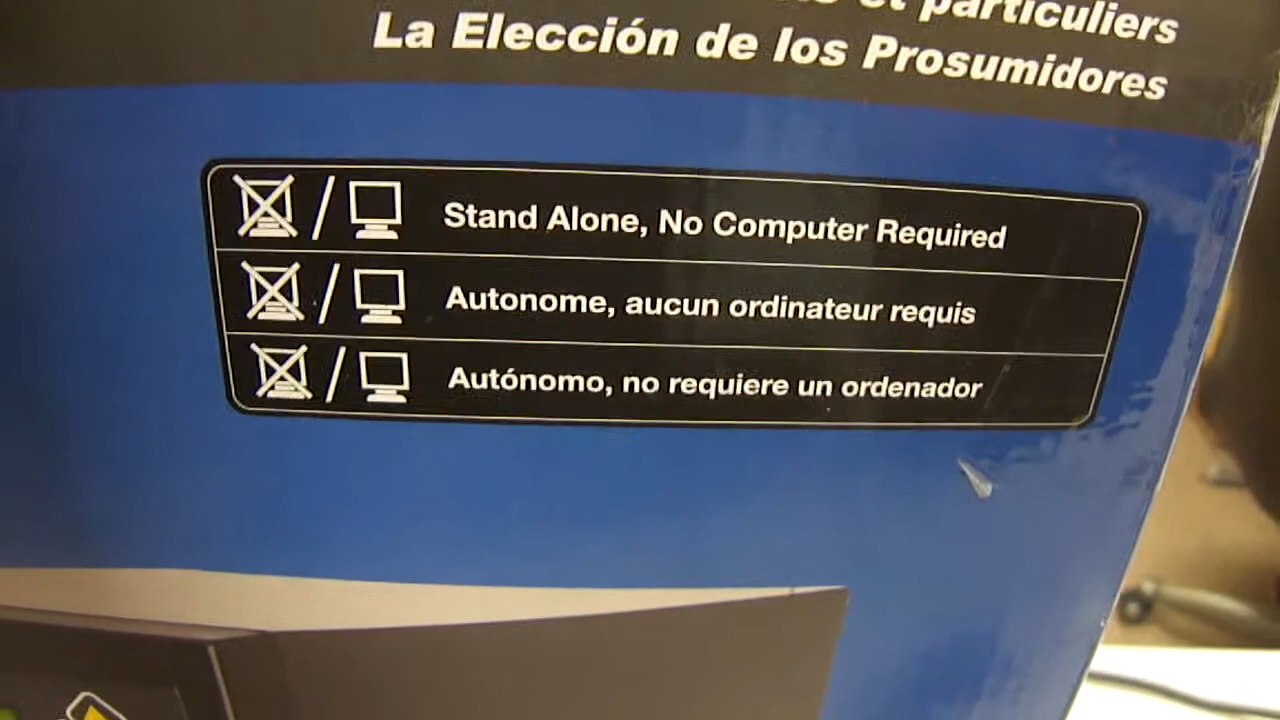 et particuliers
La Elección de los Prosumidores
Stand Alone, No Computer Required
Autonome, aucun ordinateur requis
Autónomo, no requiere un ordenador